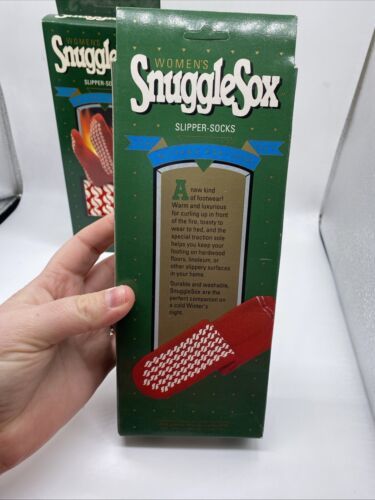 WOMEN'S
SnuggleSox
SLIPPER-SOCKS
A new kind
of footwear!
Warm and luxurious
for curling up in front
of the fire, toasty to
wear to bed, and the
special traction sole
helps you keep your
footing on hardwood
floors, linoleum, or
other slippery surfaces
in your home.
Durable and washable,
SnuggleSox are the
perfect companion on
a cold Winter's
night.
WOMEN'S
Snuggle
SLIPPER-SO